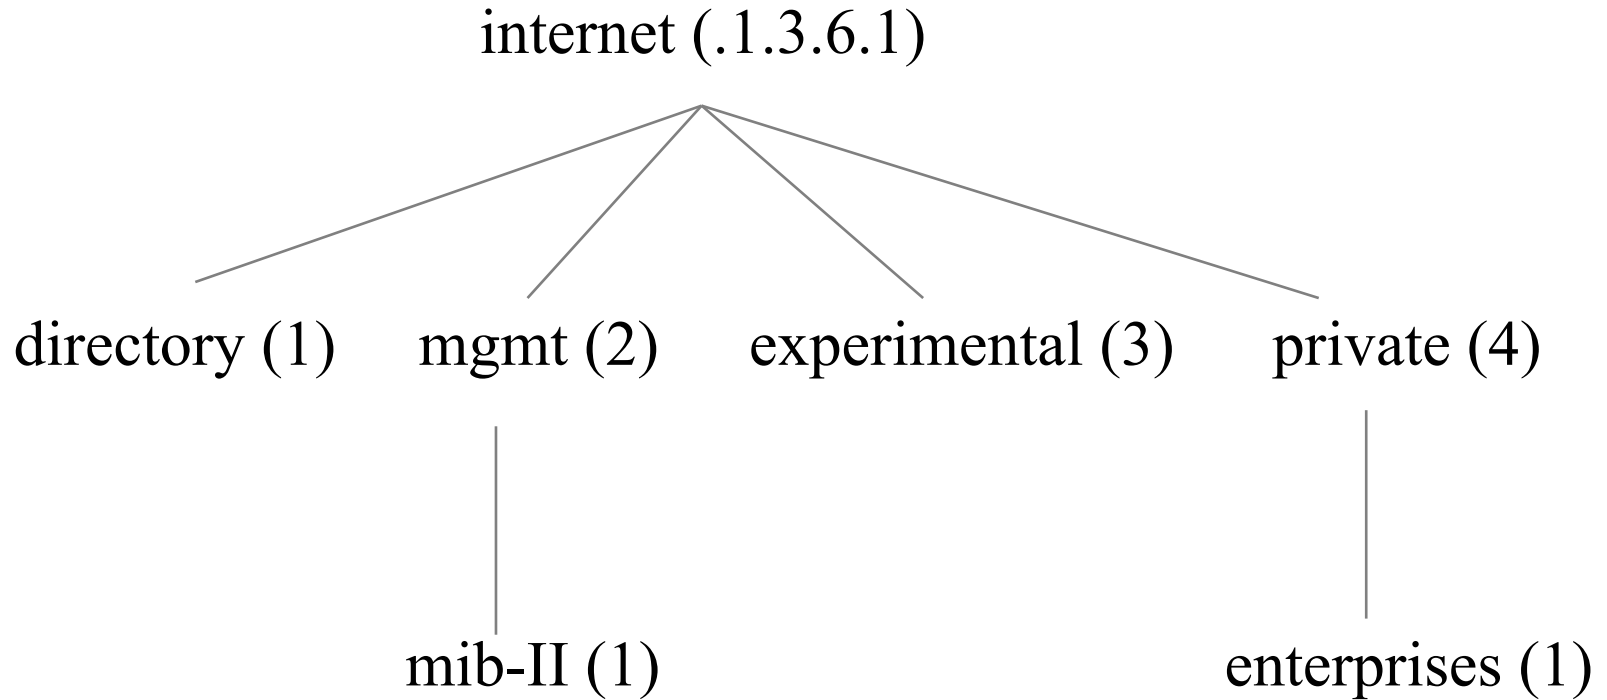 internet (.1.3.6.1)
directory (1) mgmt (2) experimental (3) private (4)
mib-II (1) enterprises (1)